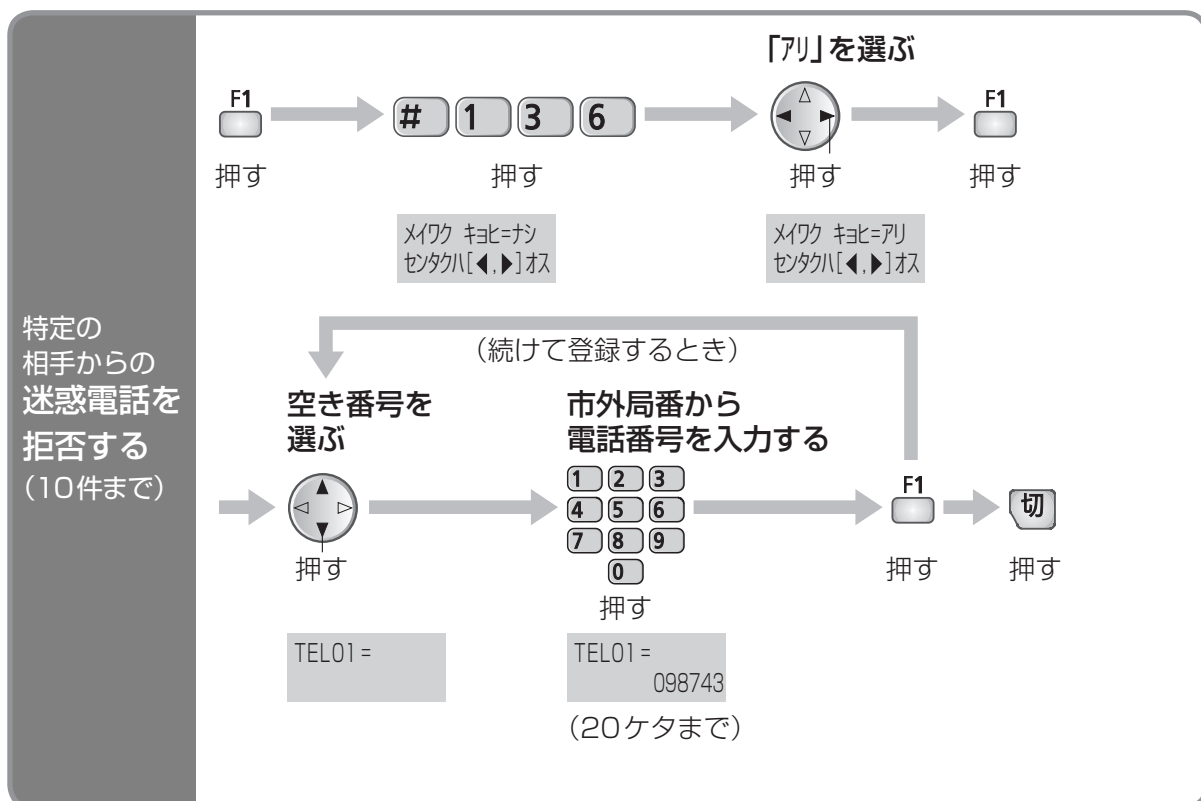 特定の
相手からの
迷惑電話を
拒否する
(10件まで)
「アリ」を選ぶ
F1
# 1 3 6
F1
押す
押す
押す
押す
メイワク キョヒ=ナシ
センタクハ[◀,▶]オス
メイワク キョヒ=アリ
センタクハ[◀,▶]オス
(続けて登録するとき)
空き番号を
選ぶ
市外局番から
電話番号を入力する
1 2 3
4 5 6
7 8 9
0
F1
切
押す
押す
押す
押す
TEL01=
TEL01=
098743
(20ケタまで)